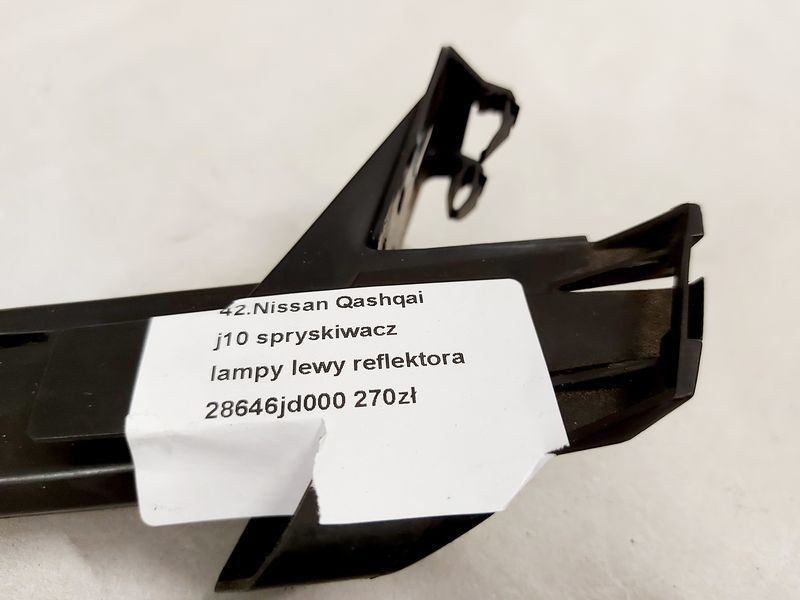 42.Nissan Qashqai
j10 spryskiwacz
lampy lewy reflektora
28646jd000 270zł